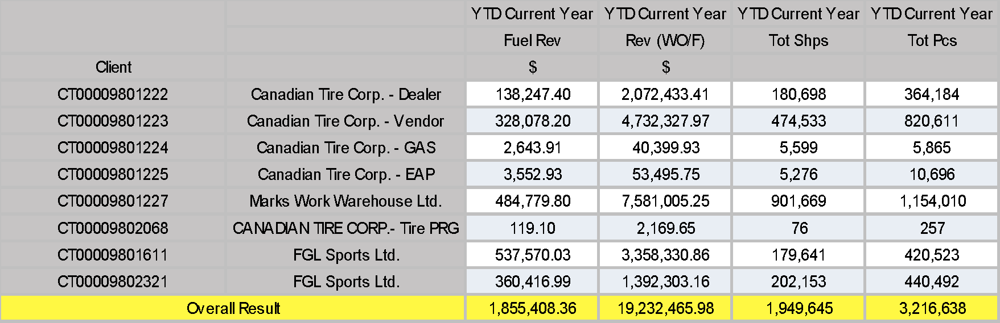 YTD Current Year YTD Current Year YTD Current Year YTD Current Year
Fuel Rev Rev (WO/F) Tot Shps Tot Pcs
Client $ $
CT00009801222 Canadian Tire Corp. - Dealer 138,247.40 2,072,433.41 180,698 364,184
CT00009801223 Canadian Tire Corp. - Vendor 328,078.20 4,732,327.97 474,533 820,611
CT00009801224 Canadian Tire Corp. - GAS 2,643.91 40,399.93 5,599 5,865
CT00009801225 Canadian Tire Corp. - EAP 3,552.93 53,495.75 5,276 10,696
CT00009801227 Marks Work Warehouse Ltd. 484,779.80 7,581,005.25 901,669 1,154,010
CT00009802068 CANADIAN TIRE CORP.- Tire PRG 119.10 2,169.65 76 257
CT00009801611 FGL Sports Ltd. 537,570.03 3,358,330.86 179,641 420,523
CT00009802321 FGL Sports Ltd. 360,416.99 1,392,303.16 202,153 440,492
Overall Result 1,855,408.36 19,232,465.98 1,949,645 3,216,638